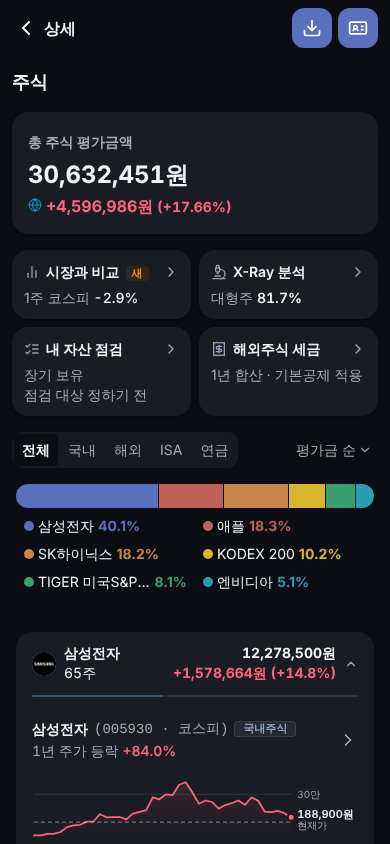 상세
주식
총 주식 평가금액
30,632,451원
+4,596,986원 (+17.66%)
시장과 비교 새
1주 코스피 -2.9%
X-Ray 분석
대형주 81.7%
내 자산 점검
장기 보유
점검 대상 정하기 전
해외주식 세금
1년 합산 · 기본공제 적용
전체 국내 해외 ISA 연금 평가금 순
삼성전자 40.1% 애플 18.3%
SK하이닉스 18.2% KODEX 200 10.2%
TIGER 미국S&P... 8.1% 엔비디아 5.1%
SAMSUNG
삼성전자 12,278,500원
65주 +1,578,664원 (+14.8%)
삼성전자 (005930 · 코스피) 국내주식
1년 주가 등락 +84.0%
30만
188,900원
현재가